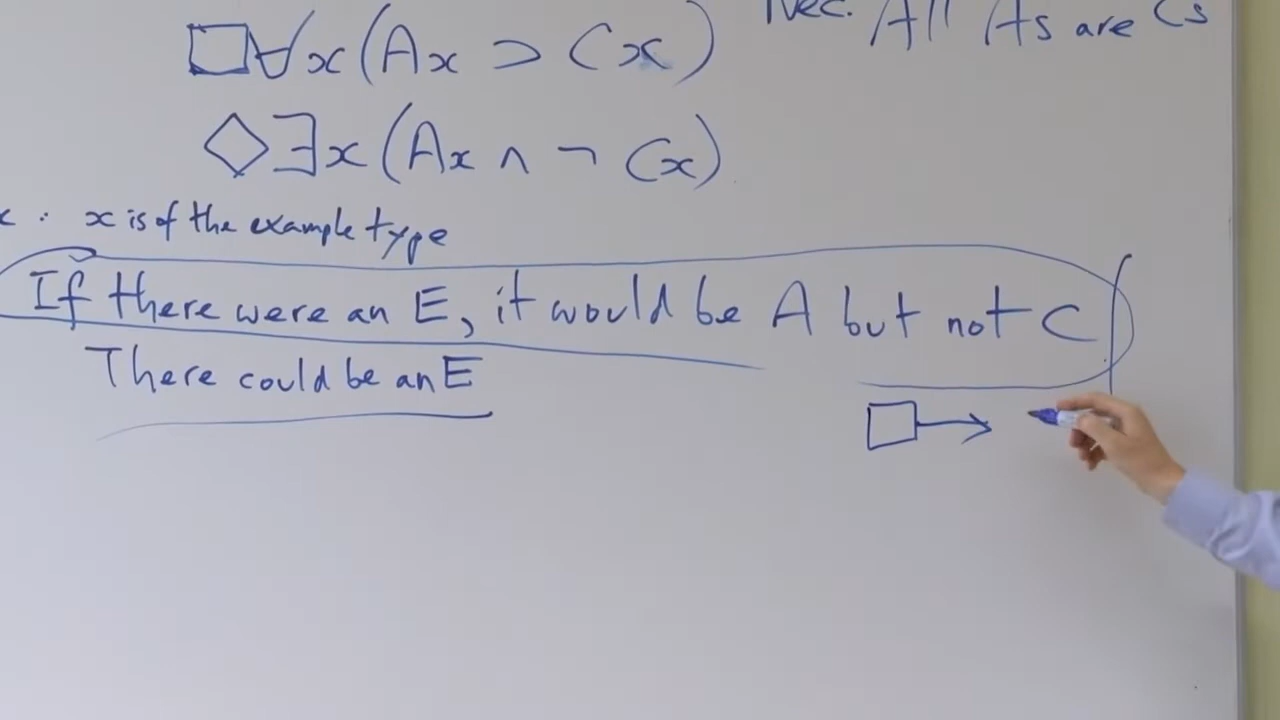 □∀x(Ax ⊃ Cx) Nec. All As are Cs
◇∃x(Ax ∧ ¬ Cx)
: x is of the example type
If there were an E, it would be A but not C
There could be an E
□→